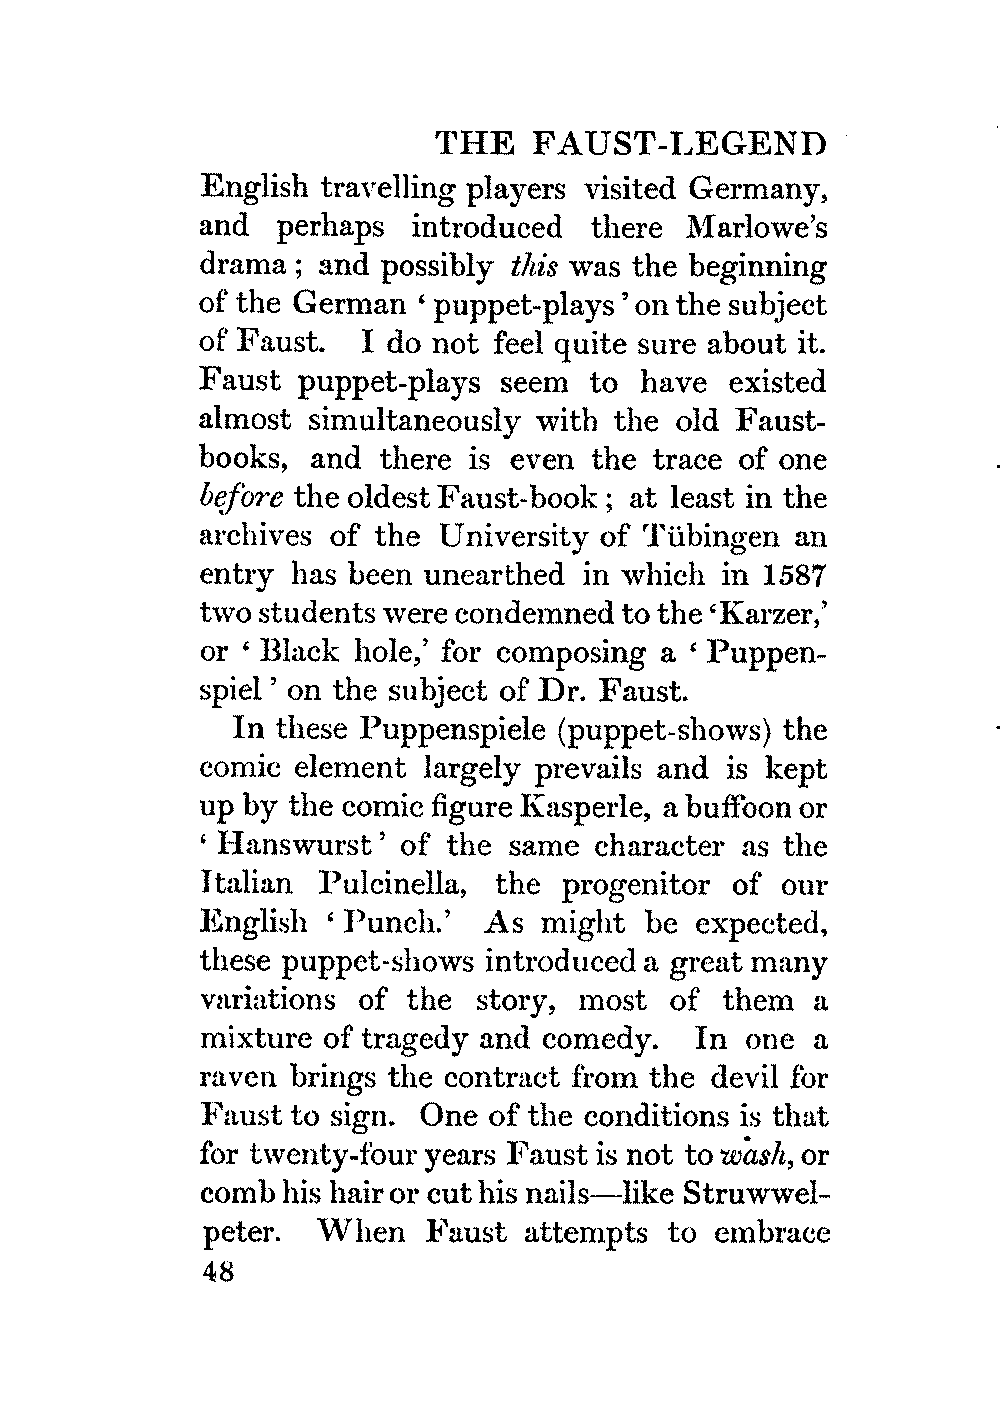 THE FAUST-LEGEND
English travelling players visited Germany,
and perhaps introduced there Marlowe's
drama ; and possibly this was the beginning
of the German ‘ puppet-plays ’ on the subject
of Faust. I do not feel quite sure about it.
Faust puppet-plays seem to have existed
almost simultaneously with the old Faust-
books, and there is even the trace of one
before the oldest Faust-book ; at least in the
archives of the University of Tübingen an
entry has been unearthed in which in 1587
two students were condemned to the ‘Karzer,’
or ‘ Black hole,’ for composing a ‘ Puppen-
spiel ’ on the subject of Dr. Faust.
In these Puppenspiele (puppet-shows) the
comic element largely prevails and is kept
up by the comic figure Kasperle, a buffoon or
‘ Hanswurst ’ of the same character as the
Italian Pulcinella, the progenitor of our
English ‘ Punch.’ As might be expected,
these puppet-shows introduced a great many
variations of the story, most of them a
mixture of tragedy and comedy. In one a
raven brings the contract from the devil for
Faust to sign. One of the conditions is that
for twenty-four years Faust is not to wash, or
comb his hair or cut his nails—like Struwwel-
peter. When Faust attempts to embrace
48